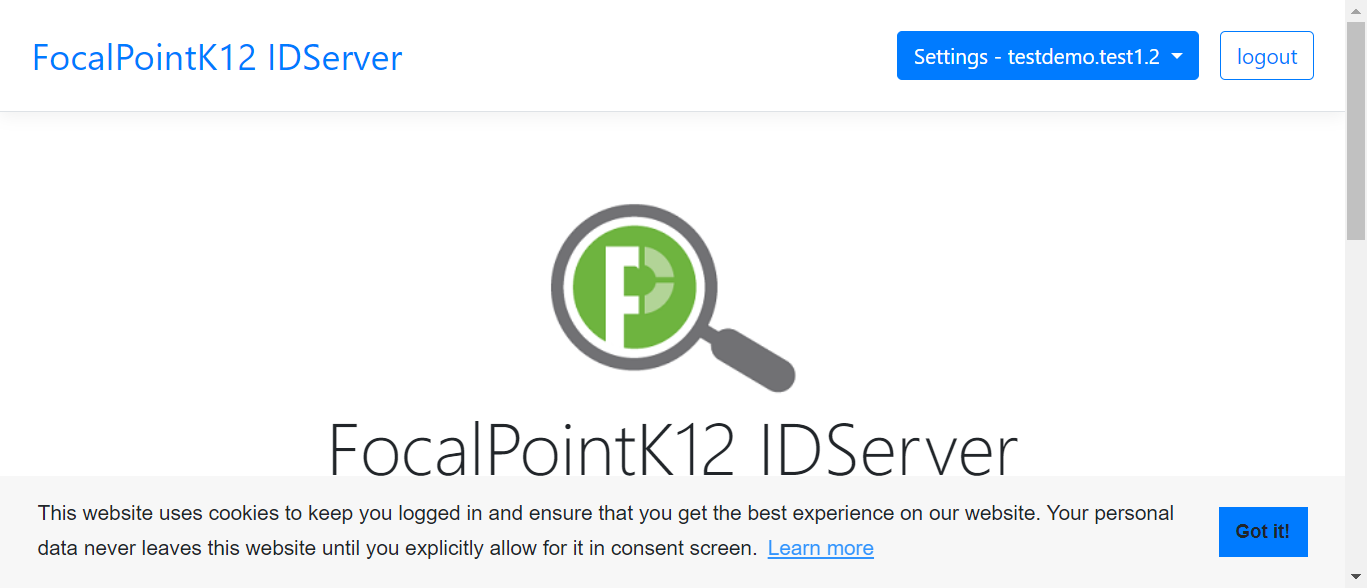 FocalPointK12 IDServer
Settings - testdemo.test1.2
logout
FocalPointK12 IDServer
This website uses cookies to keep you logged in and ensure that you get the best experience on our website. Your personal
data never leaves this website until you explicitly allow for it in consent screen. Learn more
Got it!